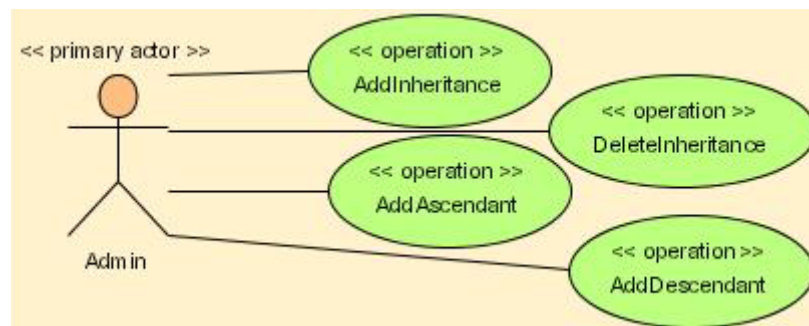 << primary actor >>
<< operation >>
AddInheritance
<< operation >>
DeleteInheritance
<< operation >>
AddAscendant
<< operation >>
AddDescendant
Admin